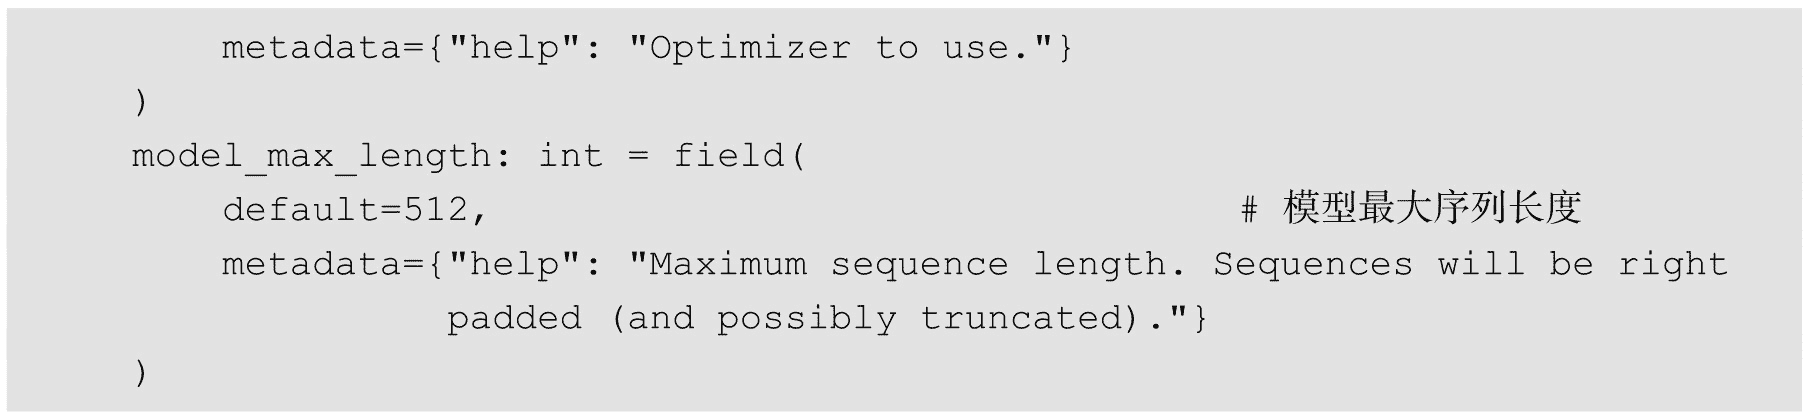 metadata={"help": "Optimizer to use."}
)
model_max_length: int = field(
default=512, # 模型最大序列长度
metadata={"help": "Maximum sequence length. Sequences will be right
padded (and possibly truncated)."}
)